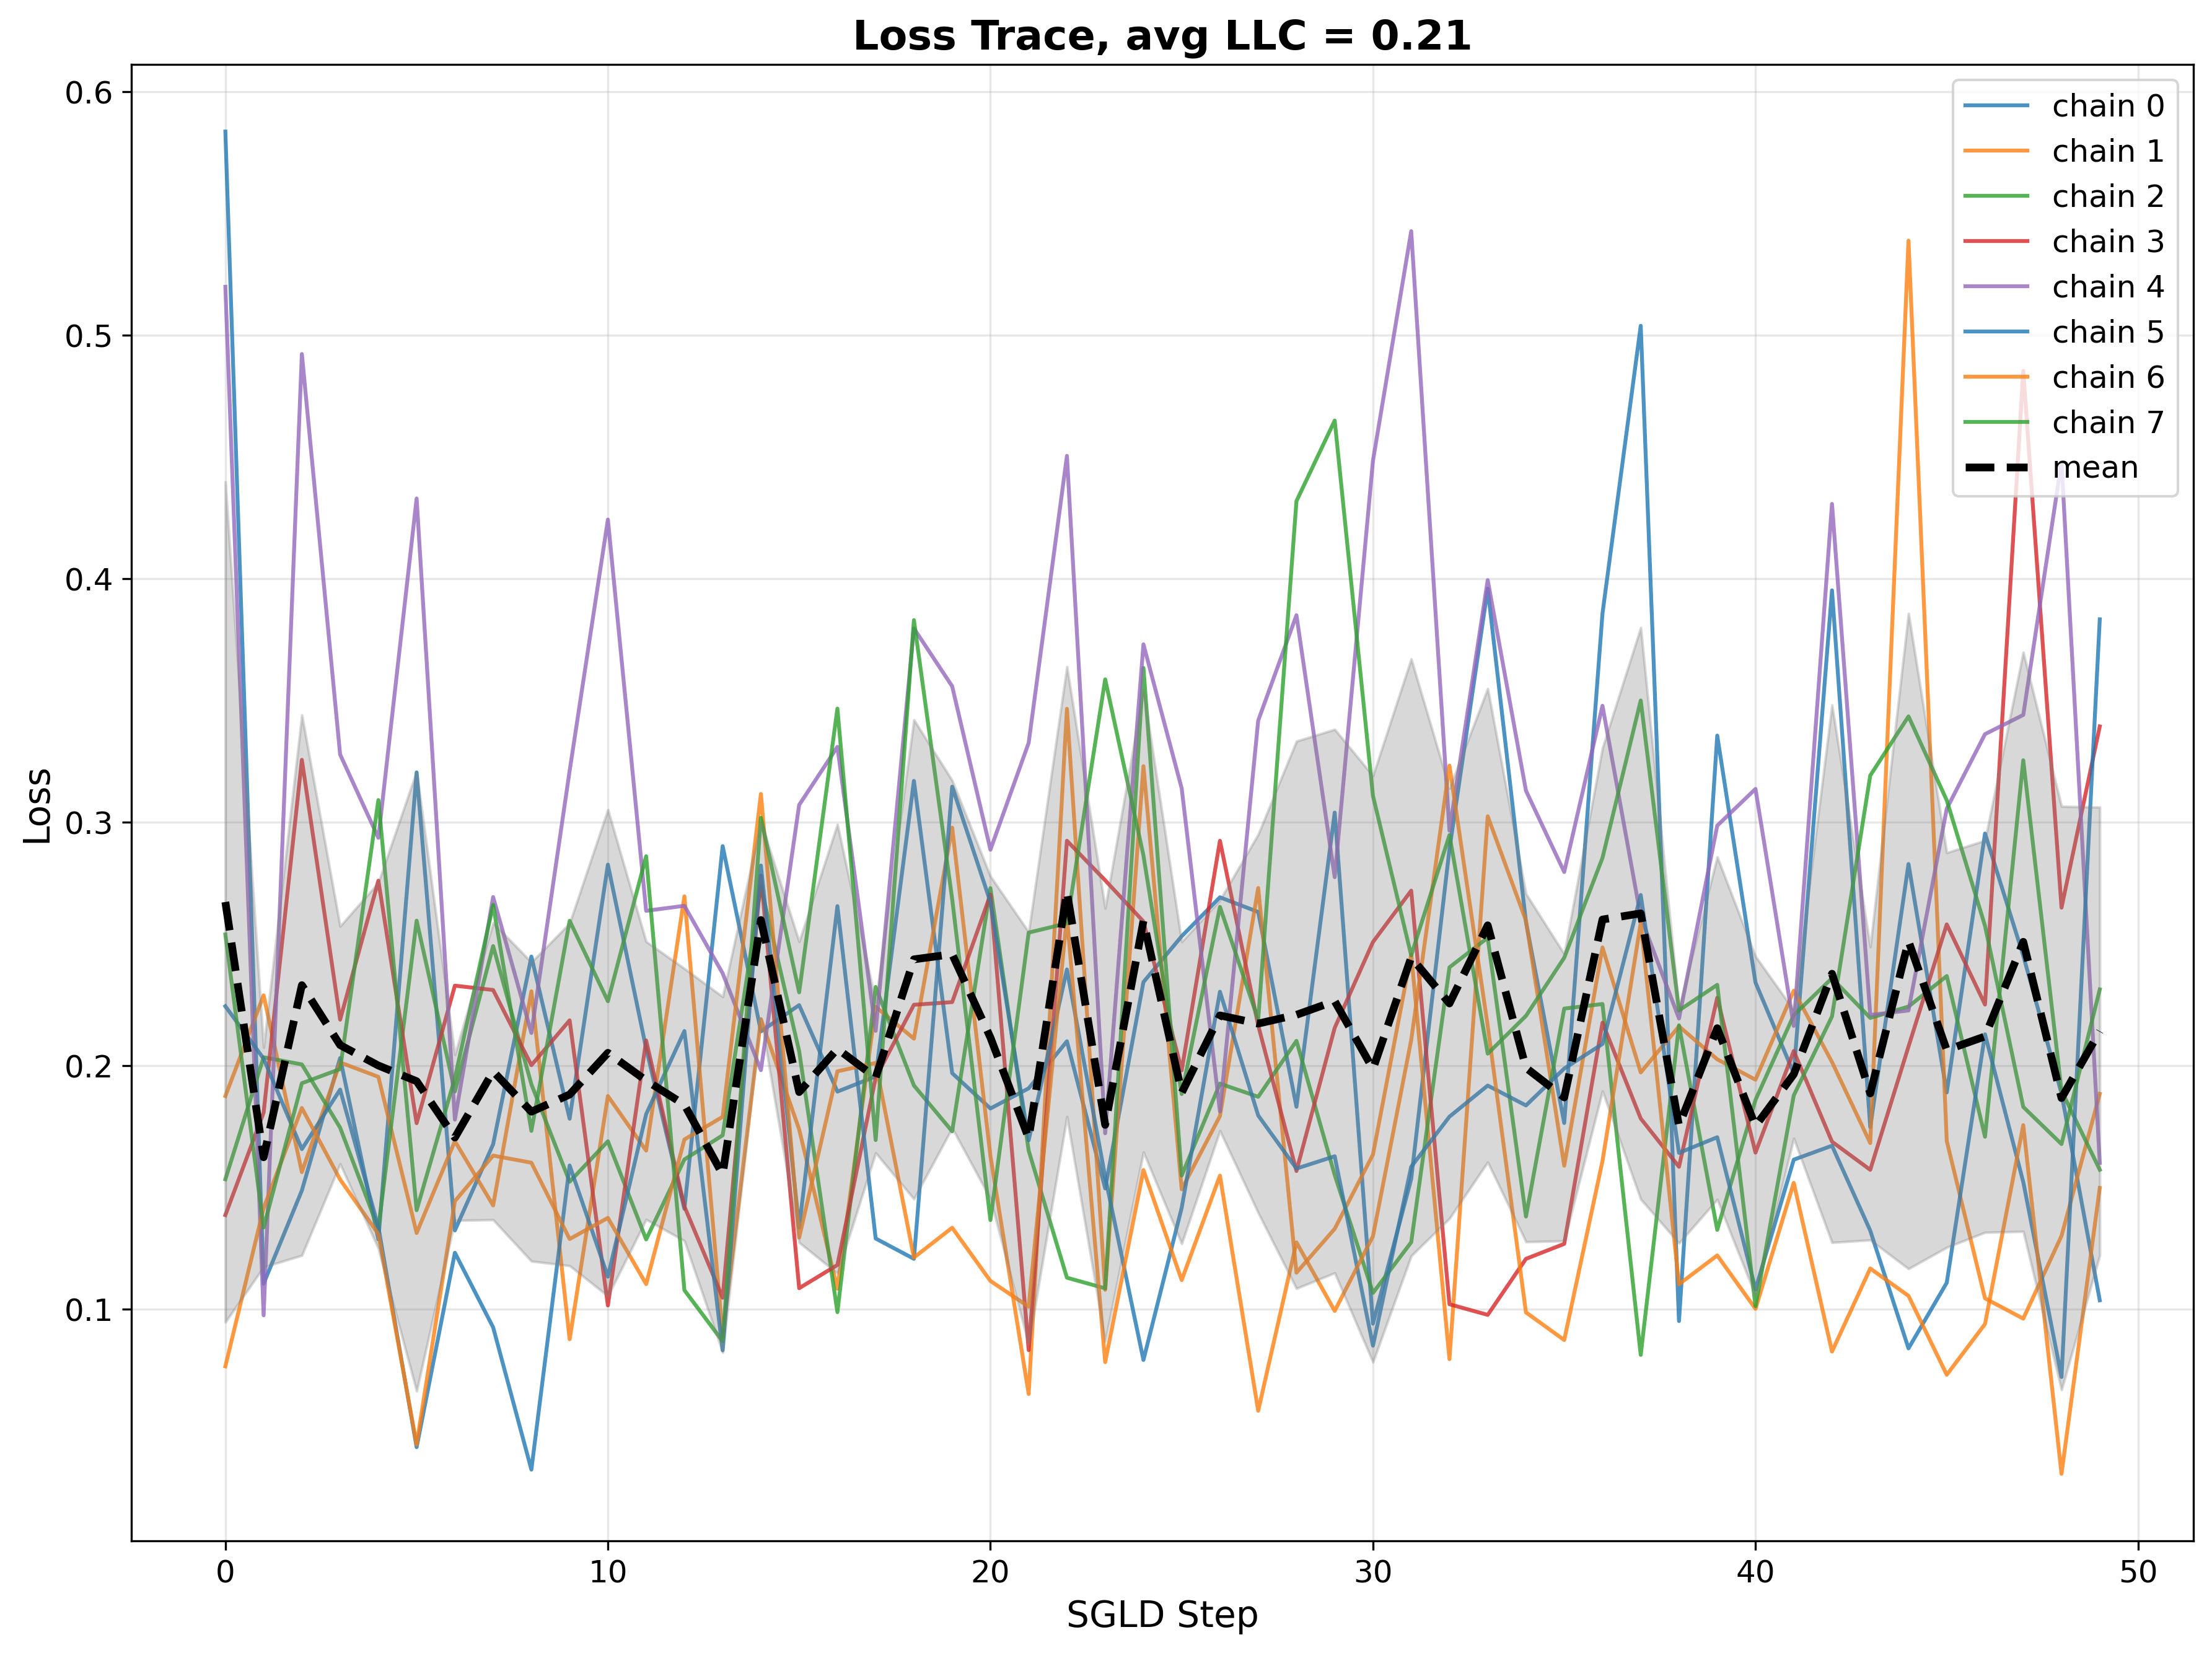 Loss Trace, avg LLC = 0.21
0.6
0.5
0.4
0.3
0.2
0.1
Loss
chain 0
chain 1
chain 2
chain 3
chain 4
chain 5
chain 6
chain 7
mean
0
10
20
30
40
50
SGLD Step